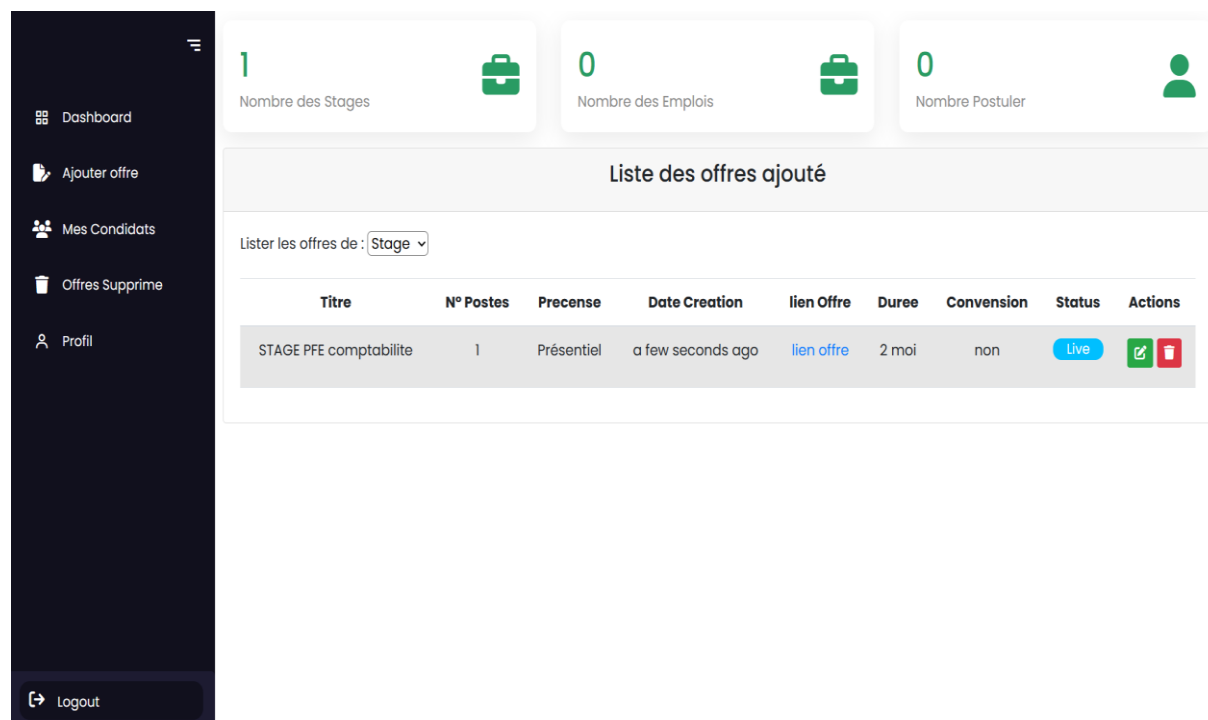 Dashboard
Ajouter offre
Mes Condidats
Offres Supprime
Profil
Logout
1
Nombre des Stages
0
Nombre des Emplois
0
Nombre Postuler
Liste des offres ajouté
Lister les offres de : Stage
Titre N° Postes Precense Date Creation lien Offre Duree Convension Status Actions
STAGE PFE comptabilite 1 Présentiel a few seconds ago lien offre 2 moi non Live